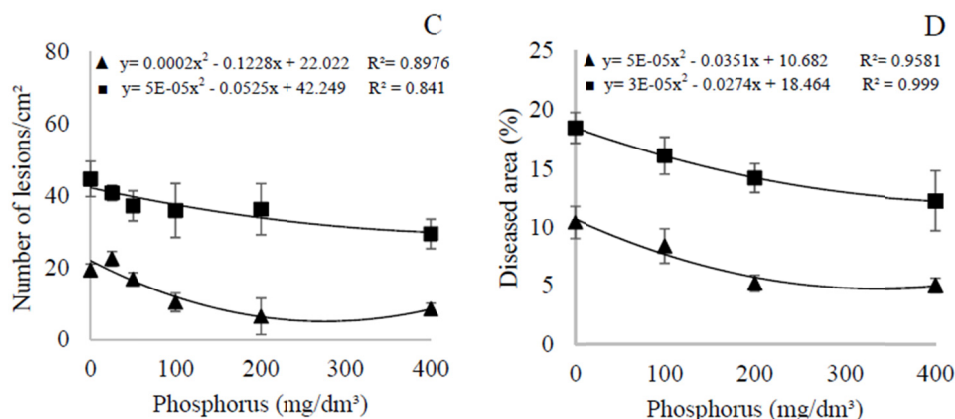 C
▲ y= 0.0002x² - 0.1228x + 22.022 R²= 0.8976
■ y= 5E-05x² - 0.0525x + 42.249 R² = 0.841
Number of lesions/cm²
80
60
40
20
0
0 100 200 300 400
Phosphorus (mg/dm³)
D
▲ y= 5E-05x² - 0.0351x + 10.682 R²= 0.9581
■ y= 3E-05x² - 0.0274x + 18.464 R² = 0.999
Diseased area (%)
25
20
15
10
5
0
0 100 200 300 400
Phosphorus (mg/dm³)